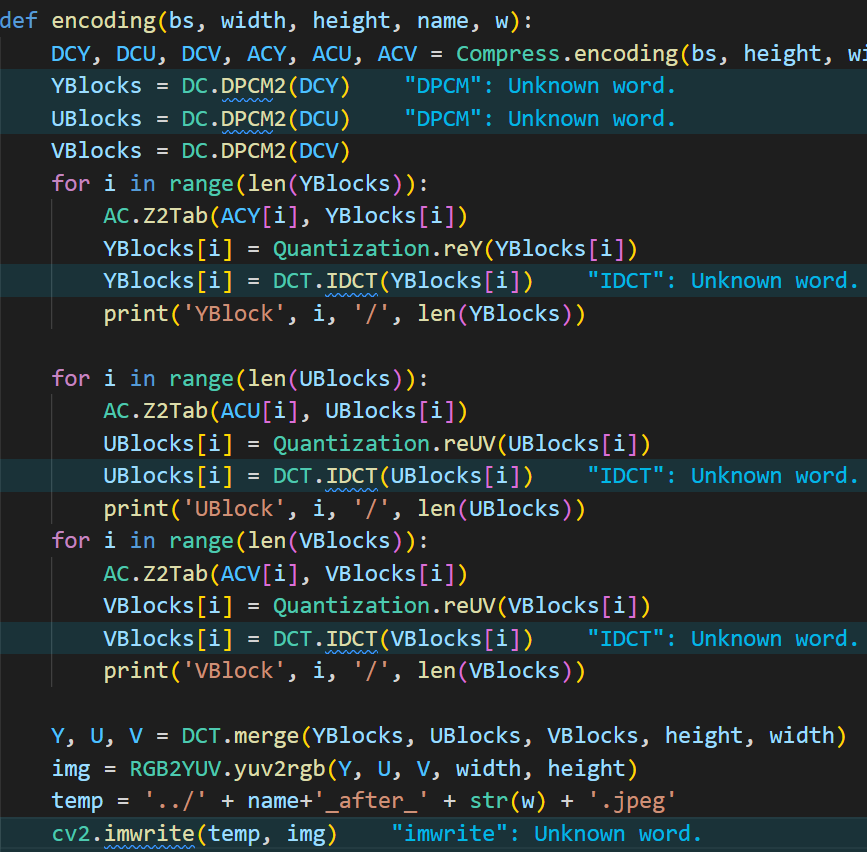 def encoding(bs, width, height, name, w):
    DCY, DCU, DCV, ACY, ACU, ACV = Compress.encoding(bs, height, wi
    YBlocks = DC.DPCM2(DCY)    "DPCM": Unknown word.
    UBlocks = DC.DPCM2(DCU)    "DPCM": Unknown word.
    VBlocks = DC.DPCM2(DCV)
    for i in range(len(YBlocks)):
        AC.Z2Tab(ACY[i], YBlocks[i])
        YBlocks[i] = Quantization.reY(YBlocks[i])
        YBlocks[i] = DCT.IDCT(YBlocks[i])    "IDCT": Unknown word.
        print('YBlock', i, '/', len(YBlocks))
    for i in range(len(UBlocks)):
        AC.Z2Tab(ACU[i], UBlocks[i])
        UBlocks[i] = Quantization.reUV(UBlocks[i])
        UBlocks[i] = DCT.IDCT(UBlocks[i])    "IDCT": Unknown word.
        print('UBlock', i, '/', len(UBlocks))
    for i in range(len(VBlocks)):
        AC.Z2Tab(ACV[i], VBlocks[i])
        VBlocks[i] = Quantization.reUV(VBlocks[i])
        VBlocks[i] = DCT.IDCT(VBlocks[i])    "IDCT": Unknown word.
        print('VBlock', i, '/', len(VBlocks))
    Y, U, V = DCT.merge(YBlocks, UBlocks, VBlocks, height, width)
    img = RGB2YUV.yuv2rgb(Y, U, V, width, height)
    temp = '../' + name+'_after_' + str(w) + '.jpeg'
    cv2.imwrite(temp, img)    "imwrite": Unknown word.